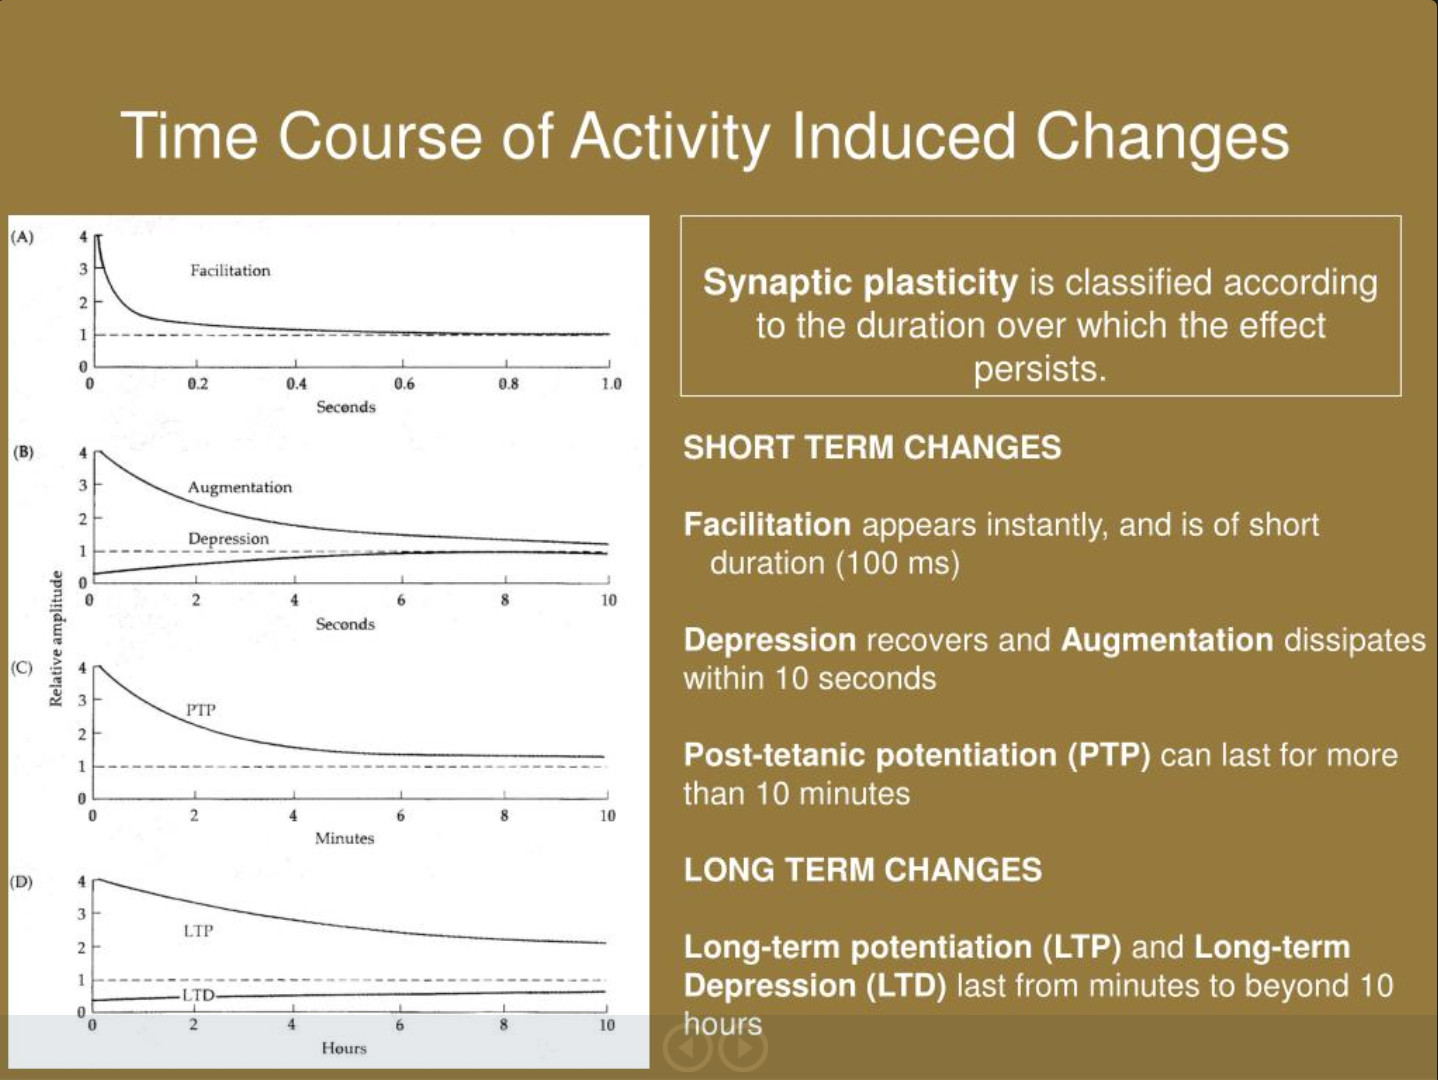 Time Course of Activity Induced Changes
(A)
4
3
2
1
0
Facilitation
0 0.2 0.4 0.6 0.8 1.0
Seconds
(B)
4
3
2
1
0
Augmentation
Depression
0 2 4 6 8 10
Seconds
Relative amplitude
(C)
4
3
2
1
0
PTP
0 2 4 6 8 10
Minutes
(D)
4
3
2
1
0
LTP
LTD
0 2 4 6 8 10
Hours
Synaptic plasticity is classified according
to the duration over which the effect
persists.
SHORT TERM CHANGES
Facilitation appears instantly, and is of short
duration (100 ms)
Depression recovers and Augmentation dissipates
within 10 seconds
Post-tetanic potentiation (PTP) can last for more
than 10 minutes
LONG TERM CHANGES
Long-term potentiation (LTP) and Long-term
Depression (LTD) last from minutes to beyond 10
hours